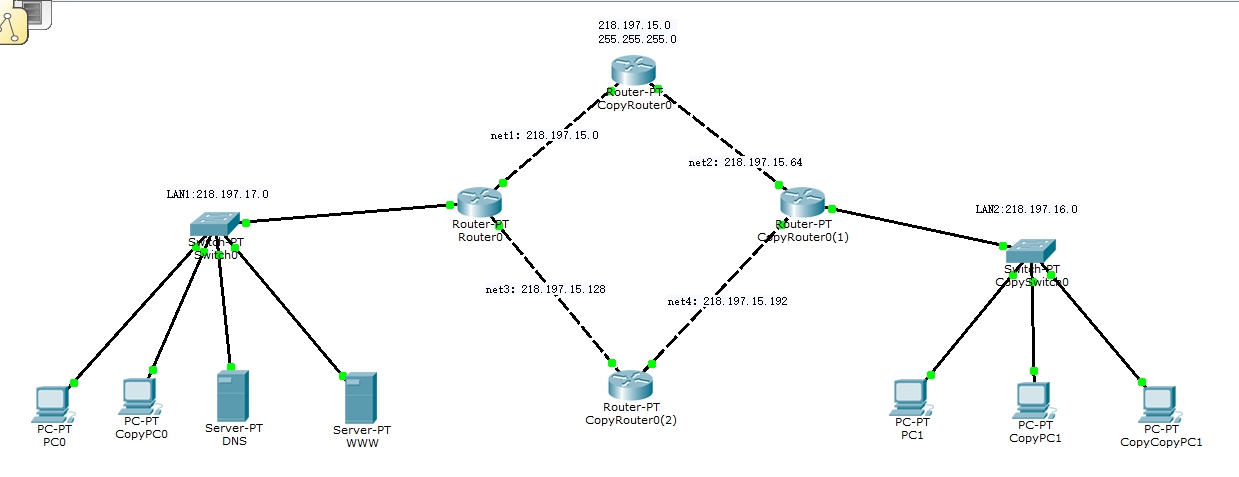 218.197.15.0
255.255.255.0
Router-PT
CopyRouter0
net1: 218.197.15.0
net2: 218.197.15.64
LAN1:218.197.17.0
Router-PT
Router0
Router-PT
CopyRouter0(1)
LAN2:218.197.16.0
Switch-PT
Switch0
Switch-PT
CopySwitch0
net3: 218.197.15.128
net4: 218.197.15.192
Router-PT
CopyRouter0(2)
PC-PT
PC0
PC-PT
CopyPC0
Server-PT
DNS
Server-PT
WWW
PC-PT
PC1
PC-PT
CopyPC1
PC-PT
CopyCopyPC1